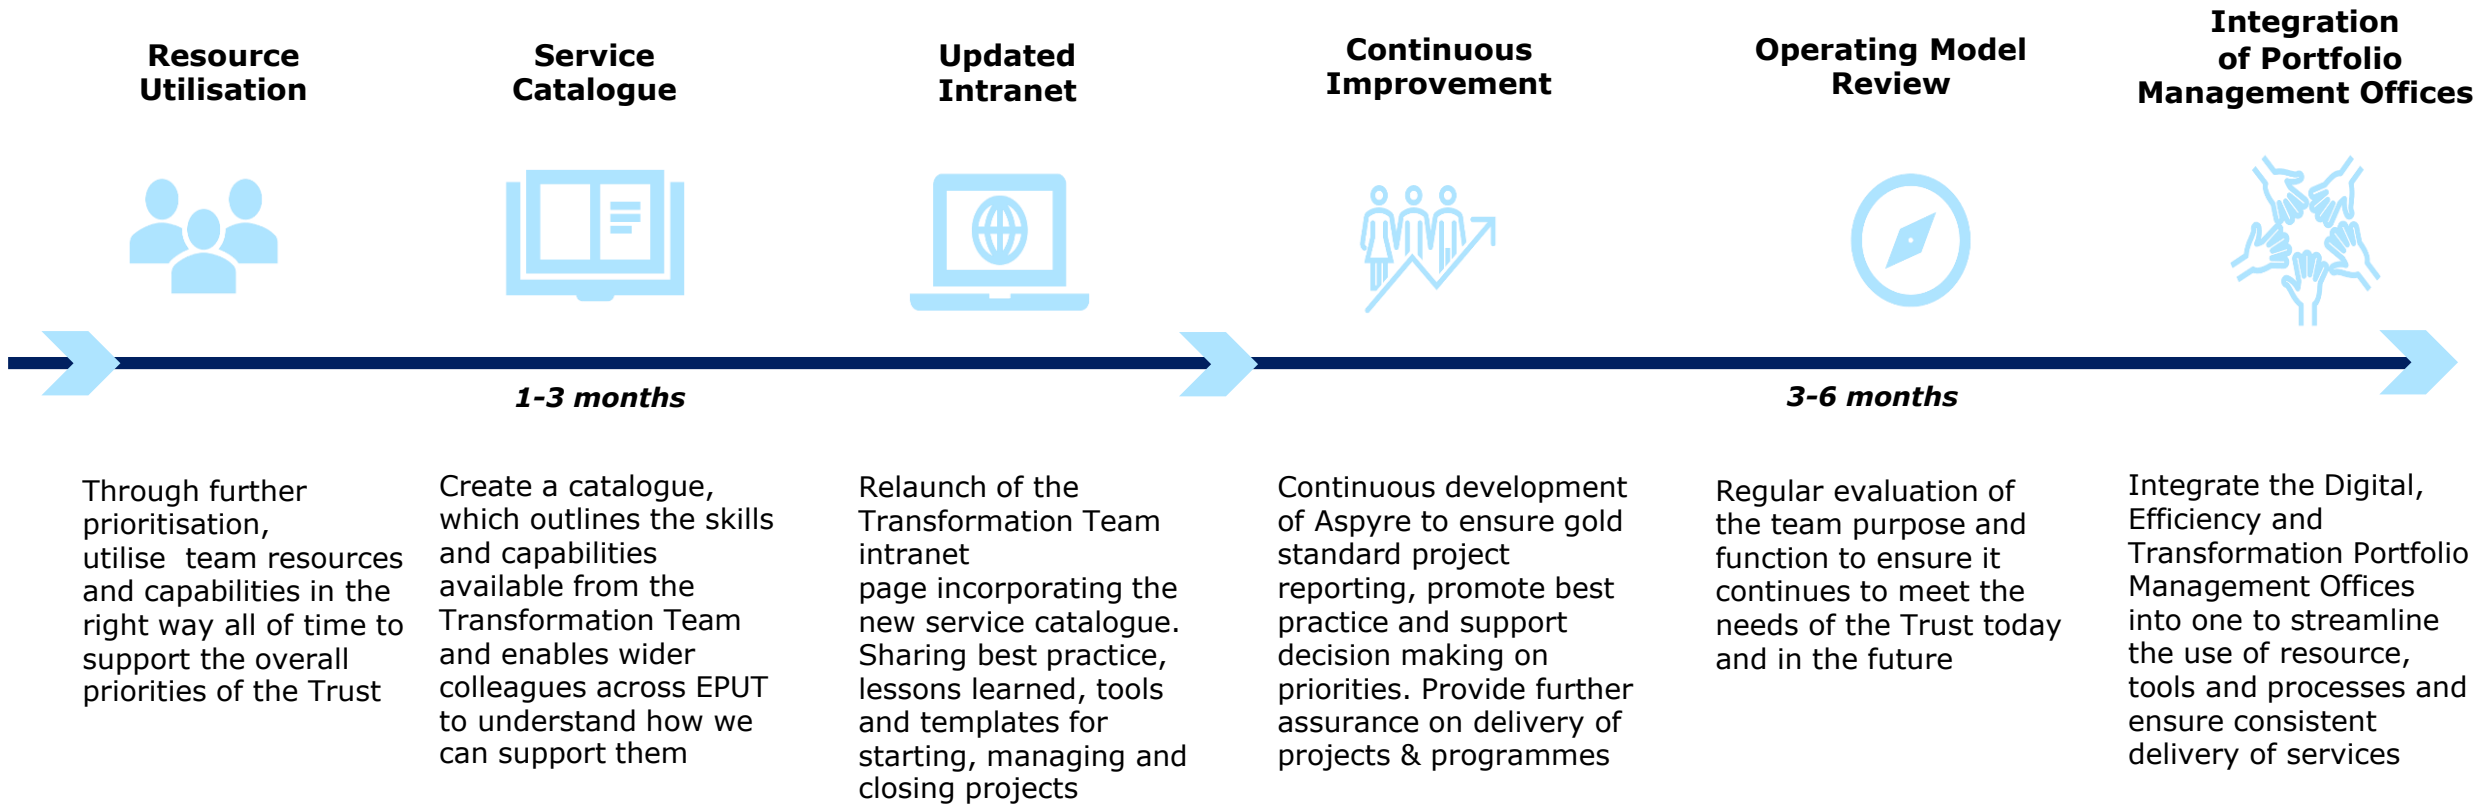 Resource
Utilisation
Service
Catalogue
Updated
Intranet
Continuous
Improvement
Operating Model
Review
Integration
of Portfolio
Management Offices
1-3 months
3-6 months
Through further
prioritisation,
utilise  team resources
and capabilities in the
right way all of time to
support the overall
priorities of the Trust
Create a catalogue,
which outlines the skills
and capabilities
available from the
Transformation Team
and enables wider
colleagues across EPUT
to understand how we
can support them
Relaunch of the
Transformation Team
intranet
page incorporating the
new service catalogue.
Sharing best practice,
lessons learned, tools
and templates for
starting, managing and
closing projects
Continuous development
of Aspyre to ensure gold
standard project
reporting, promote best
practice and support
decision making on
priorities. Provide further
assurance on delivery of
projects & programmes
Regular evaluation of
the team purpose and
function to ensure it
continues to meet the
needs of the Trust today
and in the future
Integrate the Digital,
Efficiency and
Transformation Portfolio
Management Offices
into one to streamline
the use of resource,
tools and processes and
ensure consistent
delivery of services